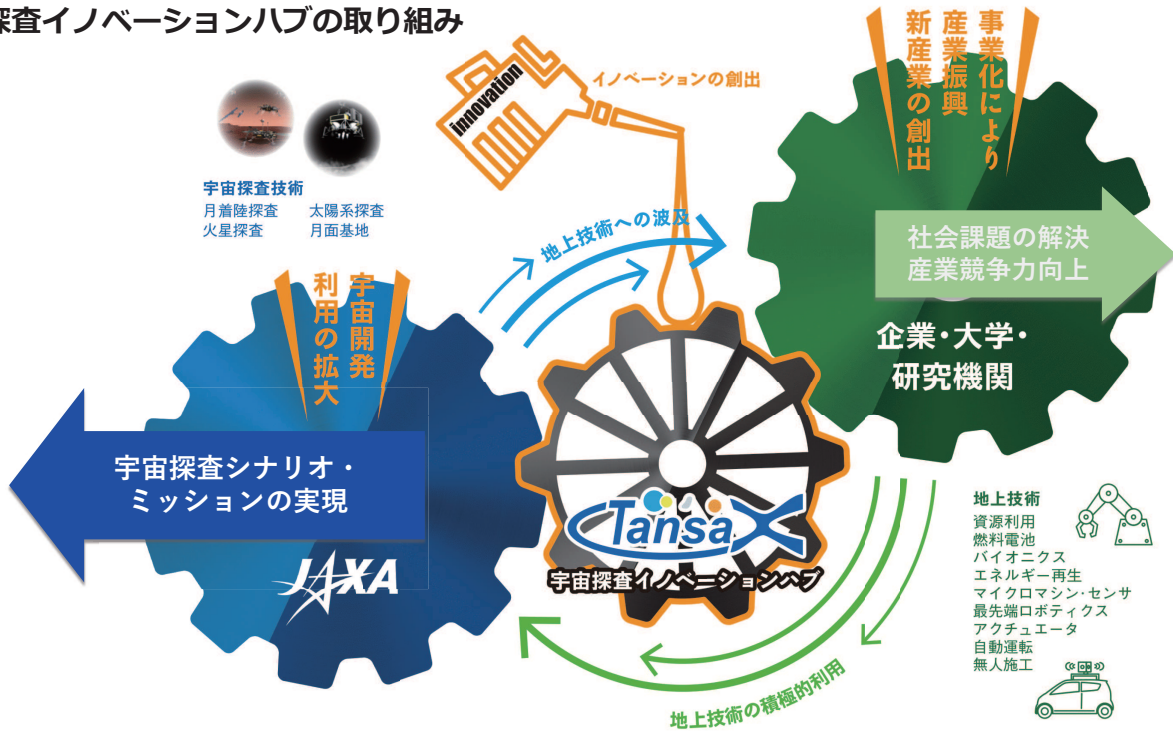 探査イノベーションハブの取り組み
innovation
イノベーションの創出
事業化により
産業振興
新産業の創出
宇宙探査技術
月着陸探査 太陽系探査
火星探査 月面基地
地上技術への波及
社会課題の解決
産業競争力向上
企業・大学・
研究機関
宇宙開発
利用の拡大
宇宙探査シナリオ・
ミッションの実現
JAXA
TansaX
宇宙探査イノベーションハブ
地上技術
資源利用
燃料電池
バイオニクス
エネルギー再生
マイクロマシン・センサ
最先端ロボティクス
アクチュエータ
自動運転
無人施工
地上技術の積極的利用